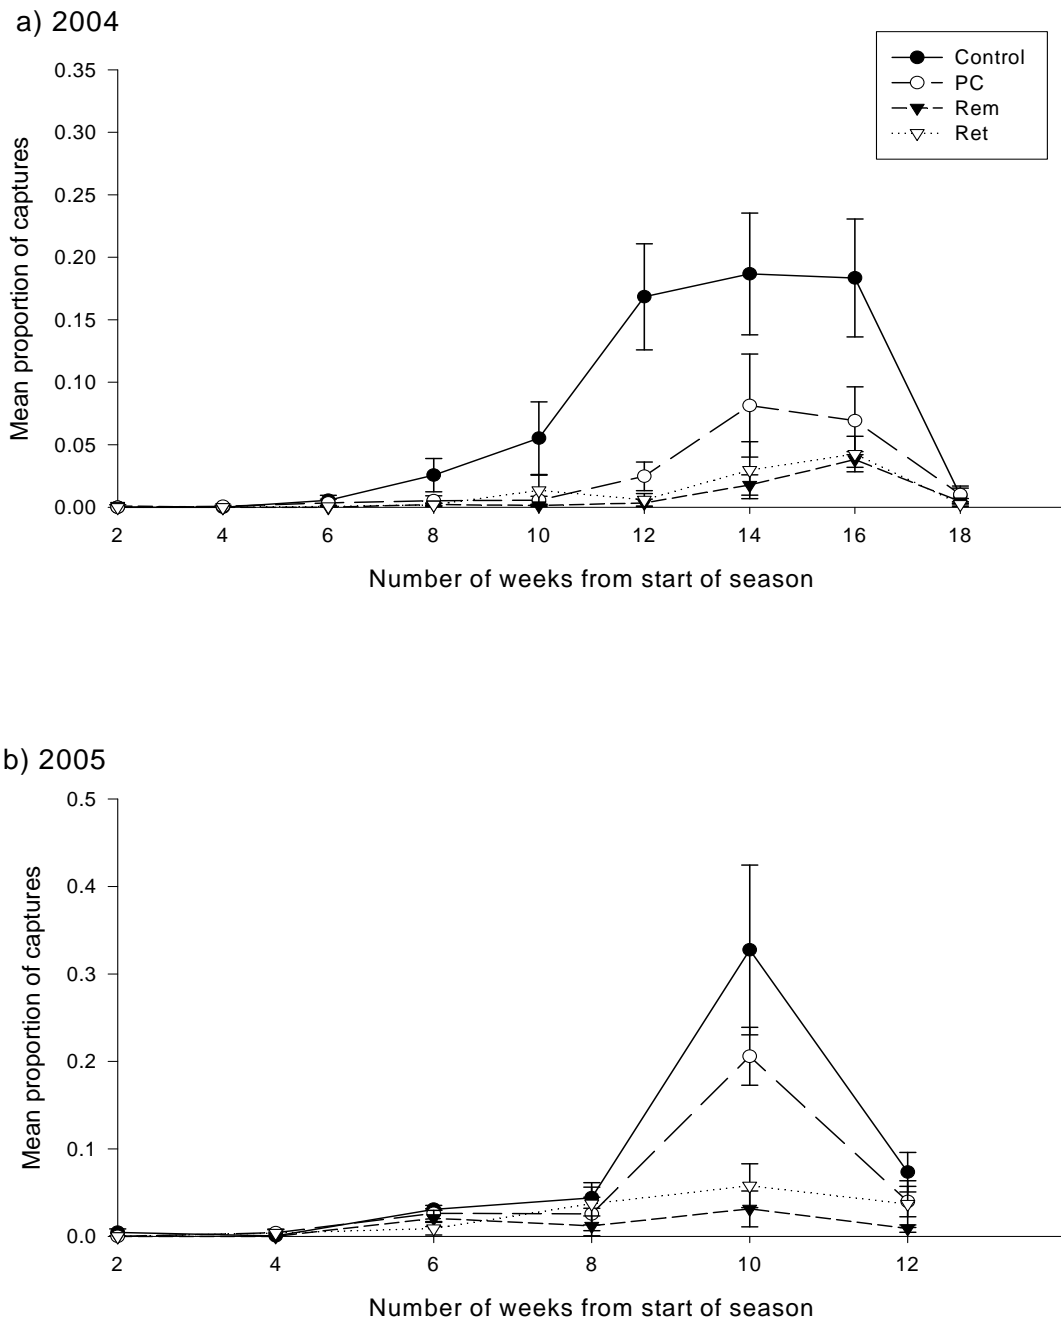 a) 2004
Control
PC
Rem
Ret
0.35
0.30
0.25
0.20
0.15
0.10
0.05
0.00
Mean proportion of captures
2 4 6 8 10 12 14 16 18
Number of weeks from start of season
b) 2005
0.5
0.4
0.3
0.2
0.1
0.0
Mean proportion of captures
2 4 6 8 10 12
Number of weeks from start of season